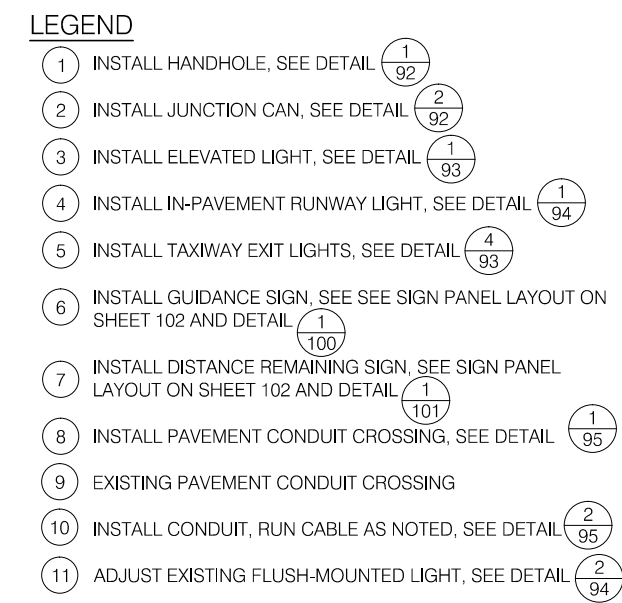 LEGEND
1 INSTALL HANDHOLE, SEE DETAIL 1/92
2 INSTALL JUNCTION CAN, SEE DETAIL 2/92
3 INSTALL ELEVATED LIGHT, SEE DETAIL 1/93
4 INSTALL IN-PAVEMENT RUNWAY LIGHT, SEE DETAIL 1/94
5 INSTALL TAXIWAY EXIT LIGHTS, SEE DETAIL 4/93
6 INSTALL GUIDANCE SIGN, SEE SEE SIGN PANEL LAYOUT ON
SHEET 102 AND DETAIL 1/100
7 INSTALL DISTANCE REMAINING SIGN, SEE SIGN PANEL
LAYOUT ON SHEET 102 AND DETAIL 1/101
8 INSTALL PAVEMENT CONDUIT CROSSING, SEE DETAIL 1/95
9 EXISTING PAVEMENT CONDUIT CROSSING
10 INSTALL CONDUIT, RUN CABLE AS NOTED, SEE DETAIL 2/95
11 ADJUST EXISTING FLUSH-MOUNTED LIGHT, SEE DETAIL 2/94